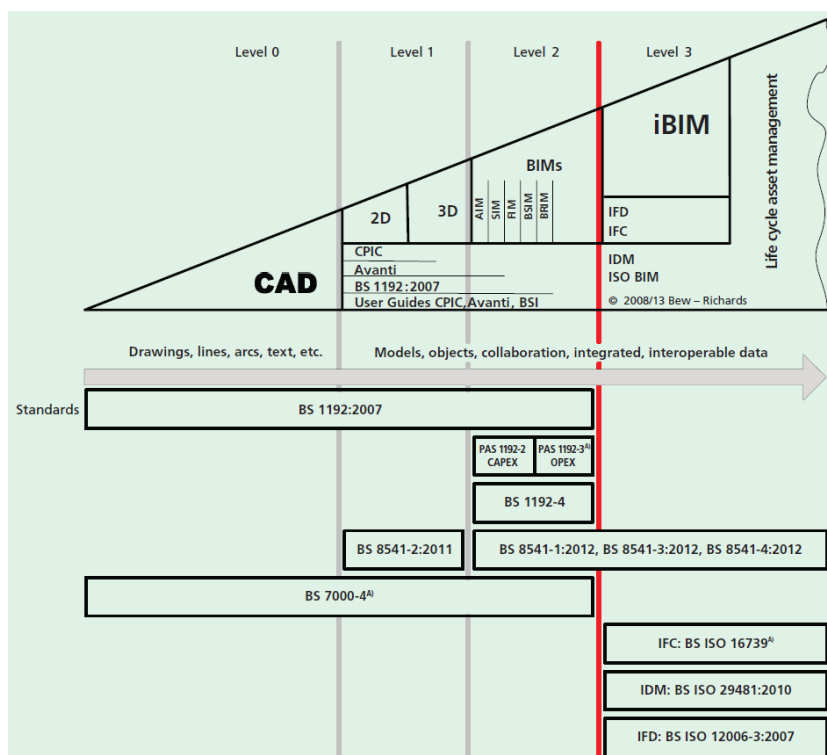 Level 0
Level 1
Level 2
Level 3
iBIM
BIMs
2D
3D
AIM
SIM
FIM
BSIM
BRIM
IFD
IFC
Life cycle asset management
CAD
CPIC
Avanti
BS 1192:2007
User Guides CPIC, Avanti, BSI
IDM
ISO BIM
© 2008/13 Bew – Richards
Drawings, lines, arcs, text, etc.
Models, objects, collaboration, integrated, interoperable data
Standards
BS 1192:2007
PAS 1192-2
CAPEX
PAS 1192-3ᴬ⁾
OPEX
BS 1192-4
BS 8541-2:2011
BS 8541-1:2012, BS 8541-3:2012, BS 8541-4:2012
BS 7000-4ᴬ⁾
IFC: BS ISO 16739ᴬ⁾
IDM: BS ISO 29481:2010
IFD: BS ISO 12006-3:2007